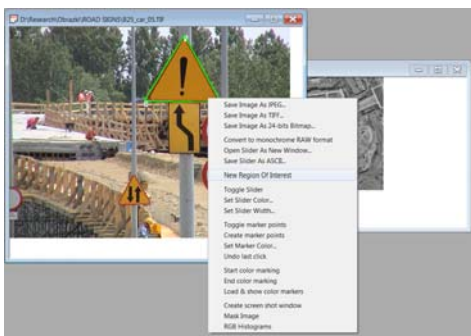 D:\Research\Obrazki\ROAD SIGNS\825_car_05.TIF
Save Image As JPEG...
Save Image As TIFF...
Save Image As 24-bits Bitmap...
Convert to monochrome RAW format
Open Slider As New Window...
Save Slider As ASCII...
New Region Of Interest
Toggle Slider
Set Slider Color...
Set Slider Width...
Toggle marker points
Create marker points
Set Marker Color...
Undo last click
Start color marking
End color marking
Load & show color markers
Create screen shot window
Mask Image
RGB Histograms